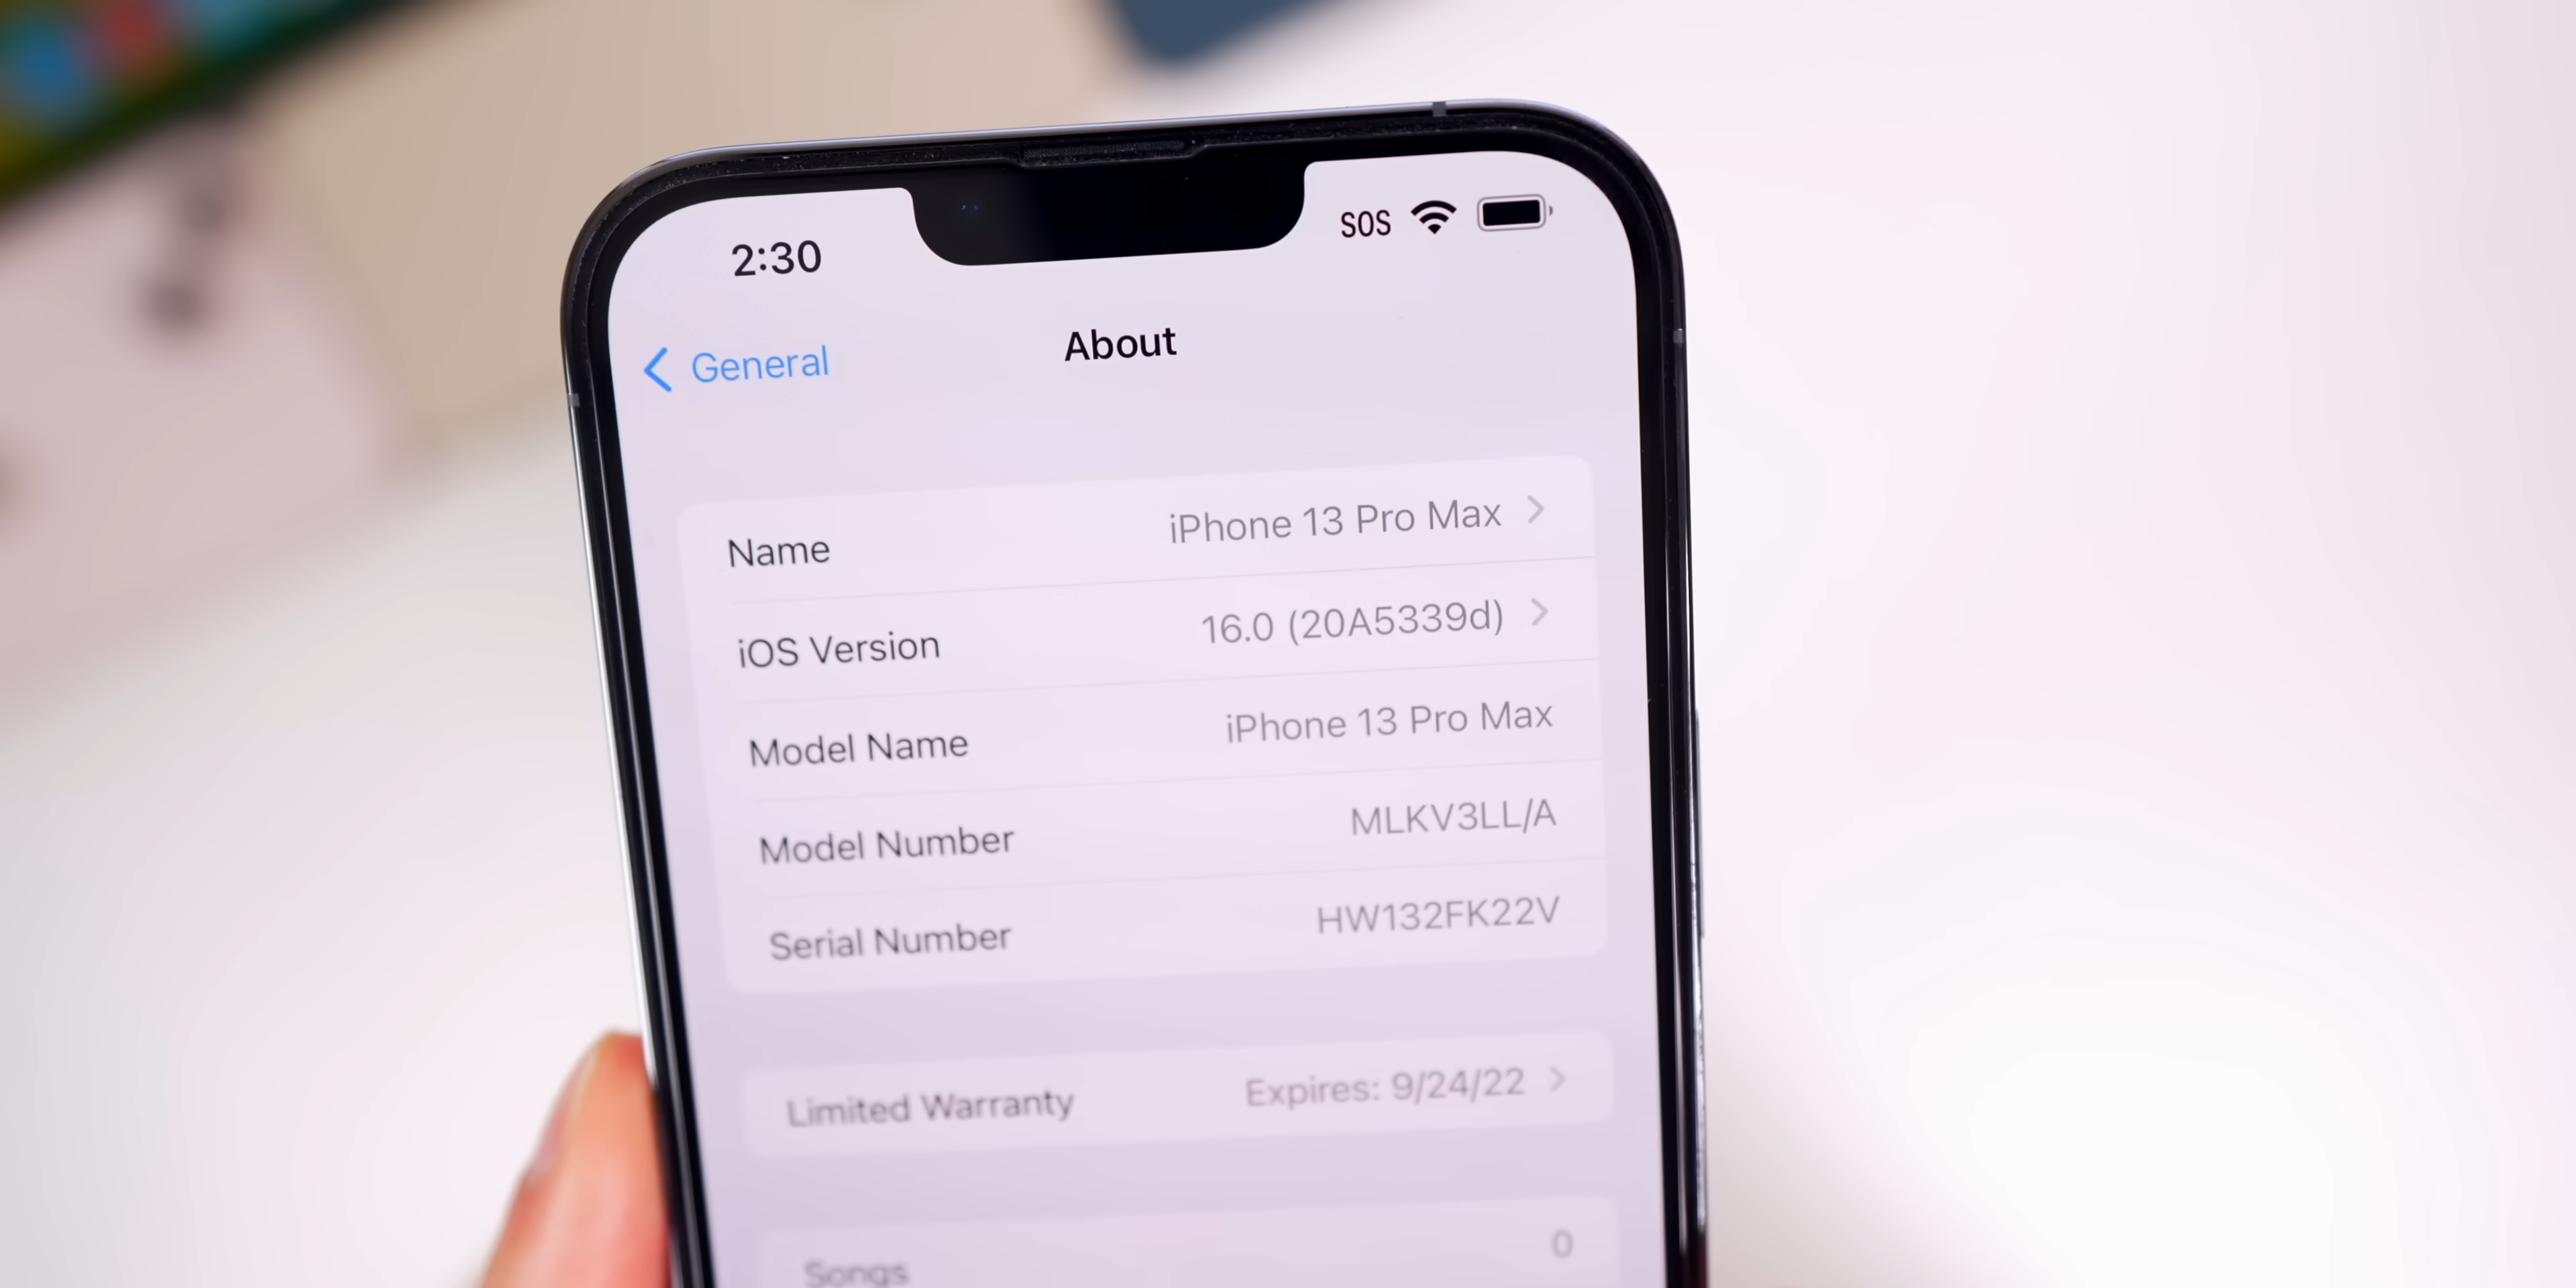 2:30 SOS
General About
Name iPhone 13 Pro Max
iOS Version 16.0 (20A5339d)
Model Name iPhone 13 Pro Max
Model Number MLKV3LL/A
Serial Number HW132FK22V
Limited Warranty Expires: 9/24/22
Songs 0